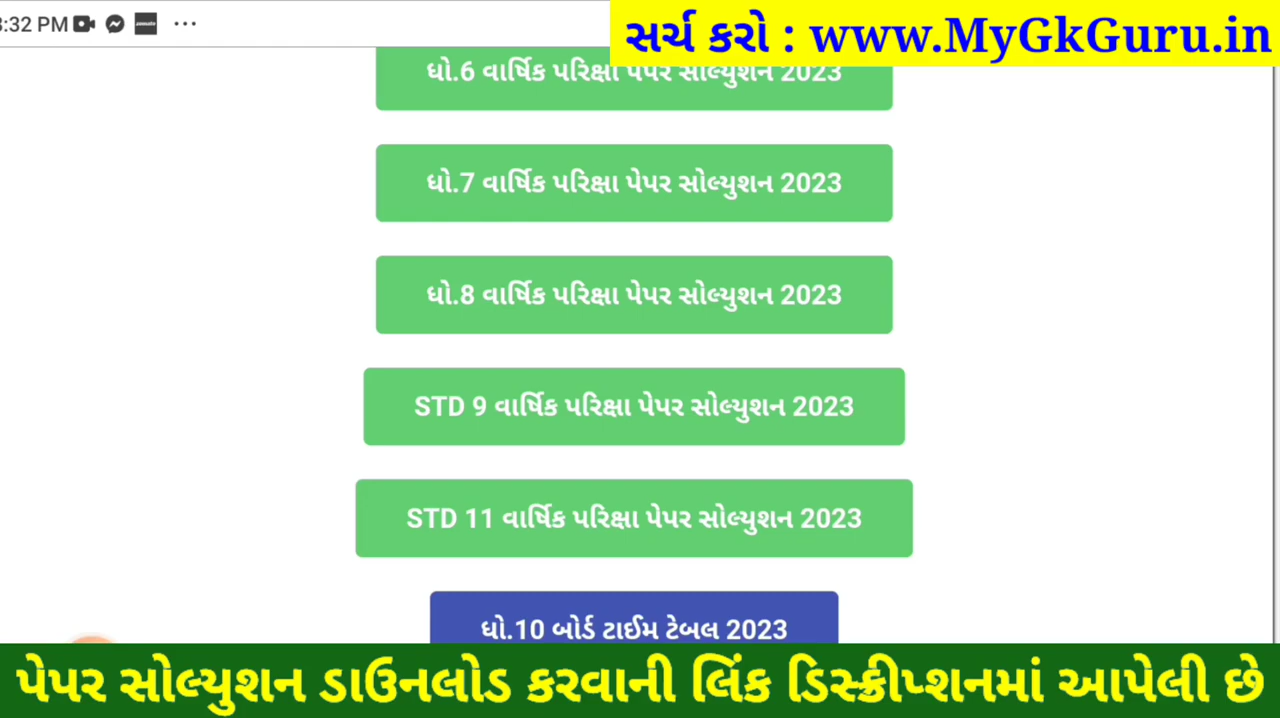 3:32 PM
સર્ચ કરો : www.MyGkGuru.in
ધો.6 વાર્ષિક પરિક્ષા પેપર સોલ્યુશન 2023
ધો.7 વાર્ષિક પરિક્ષા પેપર સોલ્યુશન 2023
ધો.8 વાર્ષિક પરિક્ષા પેપર સોલ્યુશન 2023
STD 9 વાર્ષિક પરિક્ષા પેપર સોલ્યુશન 2023
STD 11 વાર્ષિક પરિક્ષા પેપર સોલ્યુશન 2023
ધો.10 બોર્ડ ટાઈમ ટેબલ 2023
પેપર સોલ્યુશન ડાઉનલોડ કરવાની લિંક ડિસ્ક્રીપ્શનમાં આપેલી છે